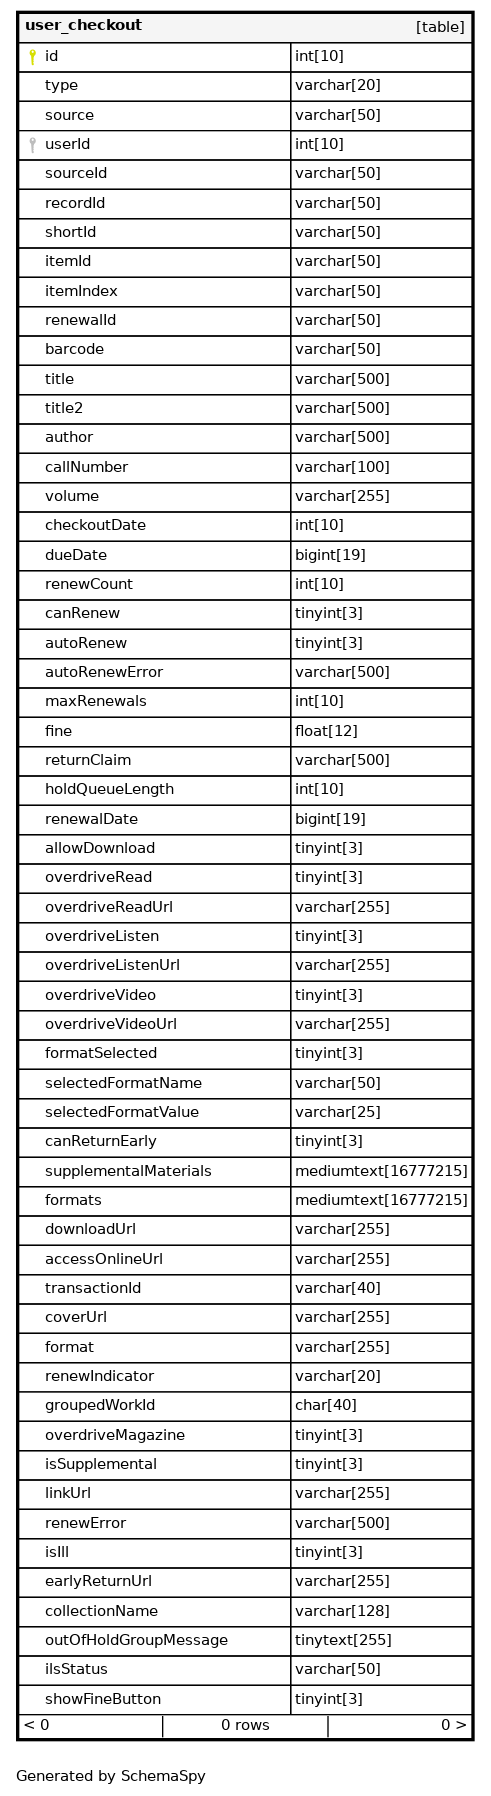 user_checkout [table]
id int[10]
type varchar[20]
source varchar[50]
userId int[10]
sourceId varchar[50]
recordId varchar[50]
shortId varchar[50]
itemId varchar[50]
itemIndex varchar[50]
renewalId varchar[50]
barcode varchar[50]
title varchar[500]
title2 varchar[500]
author varchar[500]
callNumber varchar[100]
volume varchar[255]
checkoutDate int[10]
dueDate bigint[19]
renewCount int[10]
canRenew tinyint[3]
autoRenew tinyint[3]
autoRenewError varchar[500]
maxRenewals int[10]
fine float[12]
returnClaim varchar[500]
holdQueueLength int[10]
renewalDate bigint[19]
allowDownload tinyint[3]
overdriveRead tinyint[3]
overdriveReadUrl varchar[255]
overdriveListen tinyint[3]
overdriveListenUrl varchar[255]
overdriveVideo tinyint[3]
overdriveVideoUrl varchar[255]
formatSelected tinyint[3]
selectedFormatName varchar[50]
selectedFormatValue varchar[25]
canReturnEarly tinyint[3]
supplementalMaterials mediumtext[16777215]
formats mediumtext[16777215]
downloadUrl varchar[255]
accessOnlineUrl varchar[255]
transactionId varchar[40]
coverUrl varchar[255]
format varchar[255]
renewIndicator varchar[20]
groupedWorkId char[40]
overdriveMagazine tinyint[3]
isSupplemental tinyint[3]
linkUrl varchar[255]
renewError varchar[500]
isIll tinyint[3]
earlyReturnUrl varchar[255]
collectionName varchar[128]
outOfHoldGroupMessage tinytext[255]
ilsStatus varchar[50]
showFineButton tinyint[3]
< 0 0 rows 0 >
Generated by SchemaSpy